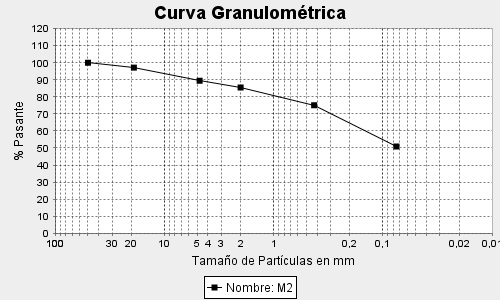 Curva Granulométrica
% Pasante
120
110
100
90
80
70
60
50
40
30
20
10
0
100 30 20 10 5 4 3 2 1 0,2 0,1 0,02 0,01
Tamaño de Partículas en mm
Nombre: M2